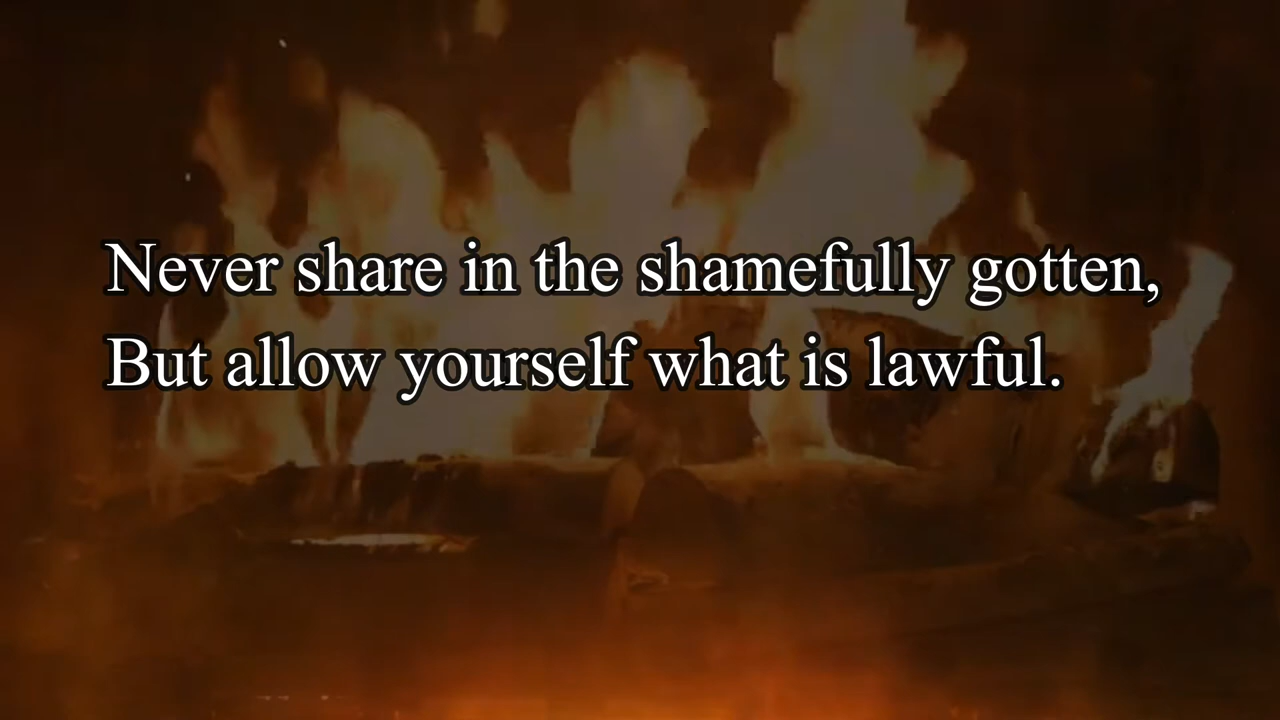 Never share in the shamefully gotten,
But allow yourself what is lawful.